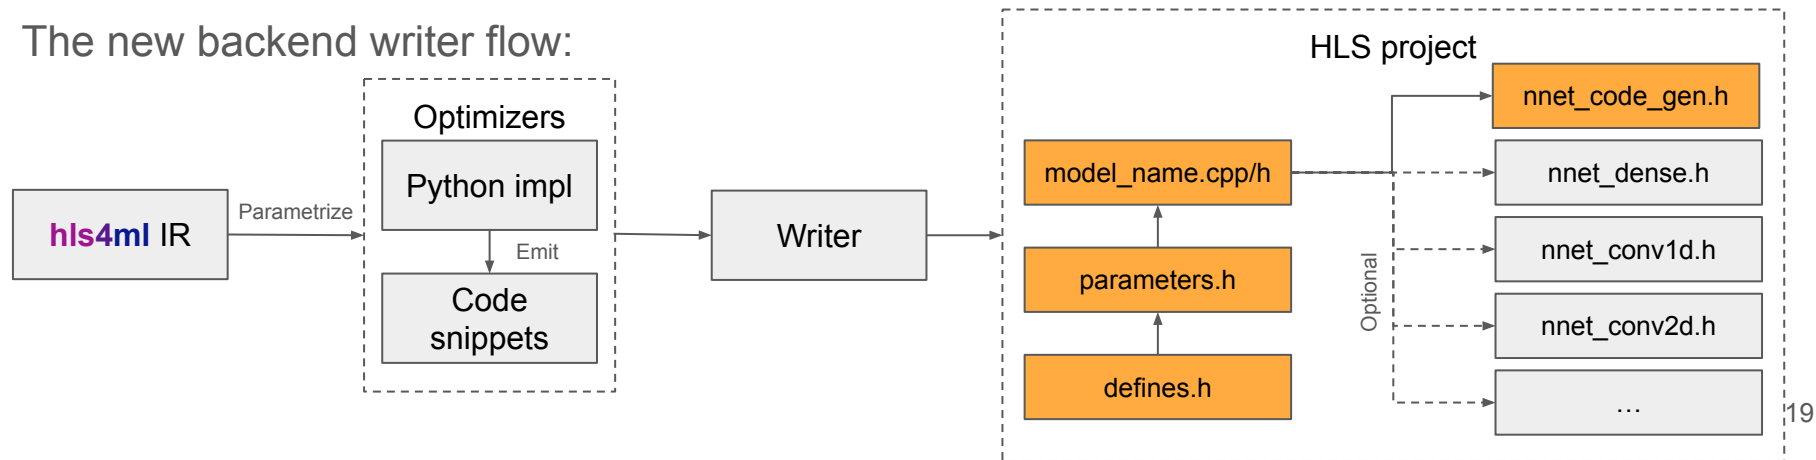 The new backend writer flow:
HLS project
Optimizers
Python impl
Emit
Code
snippets
hls4ml IR
Parametrize
Writer
model_name.cpp/h
parameters.h
defines.h
Optional
nnet_code_gen.h
nnet_dense.h
nnet_conv1d.h
nnet_conv2d.h
...
19